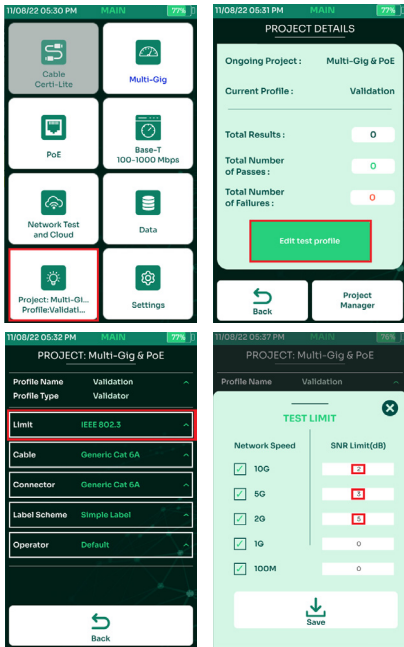 11/08/22 05:30 PM MAIN 77%
Cable
Certi-Lite
Multi-Gig
PoE
Base-T
100-1000 Mbps
Network Test
and Cloud
Data
Project: Multi-Gi...
Profile:Validati...
Settings
11/08/22 05:31 PM MAIN 77%
PROJECT DETAILS
Ongoing Project : Multi-Gig & PoE
Current Profile : Validation
Total Results : 0
Total Number
of Passes : 0
Total Number
of Failures : 0
Edit test profile
Back
Project
Manager
11/08/22 05:32 PM MAIN 77%
PROJECT: Multi-Gig & PoE
Profile Name Validation
Profile Type Validator
Limit IEEE 802.3
Cable Generic Cat 6A
Connector Generic Cat 6A
Label Scheme Simple Label
Operator Default
Back
11/08/22 05:37 PM MAIN 76%
PROJECT: Multi-Gig & PoE
Profile Name Validation
TEST LIMIT
Network Speed SNR Limit(dB)
10G 2
5G 3
2G 5
1G 0
100M 0
Save